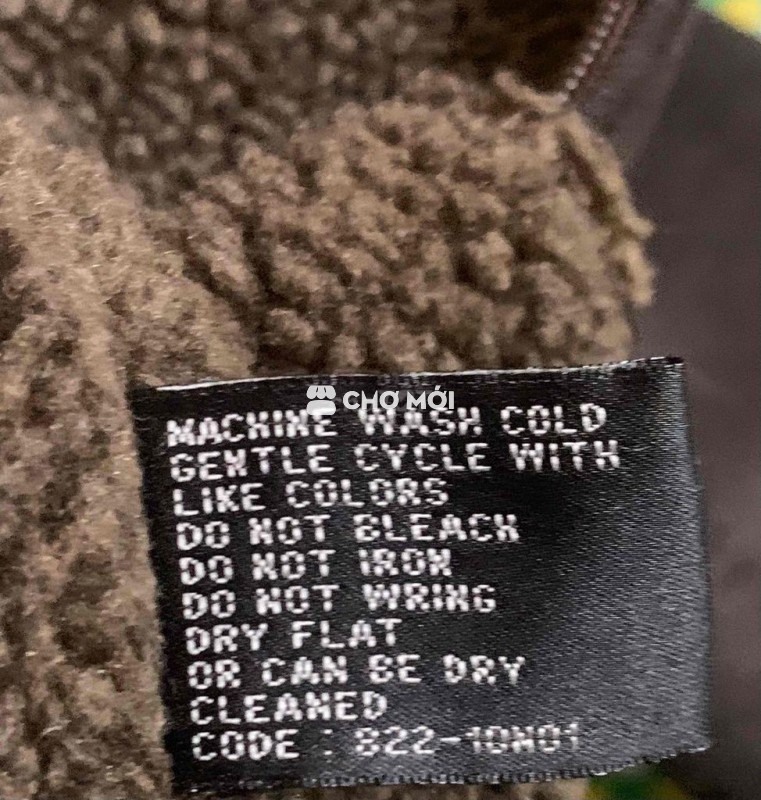 CHỢ MỚI
MACHINE WASH COLD
GENTLE CYCLE WITH
LIKE COLORS
DO NOT BLEACH
DO NOT IRON
DO NOT WRING
DRY FLAT
OR CAN BE DRY
CLEANED
CODE : 822-10W01